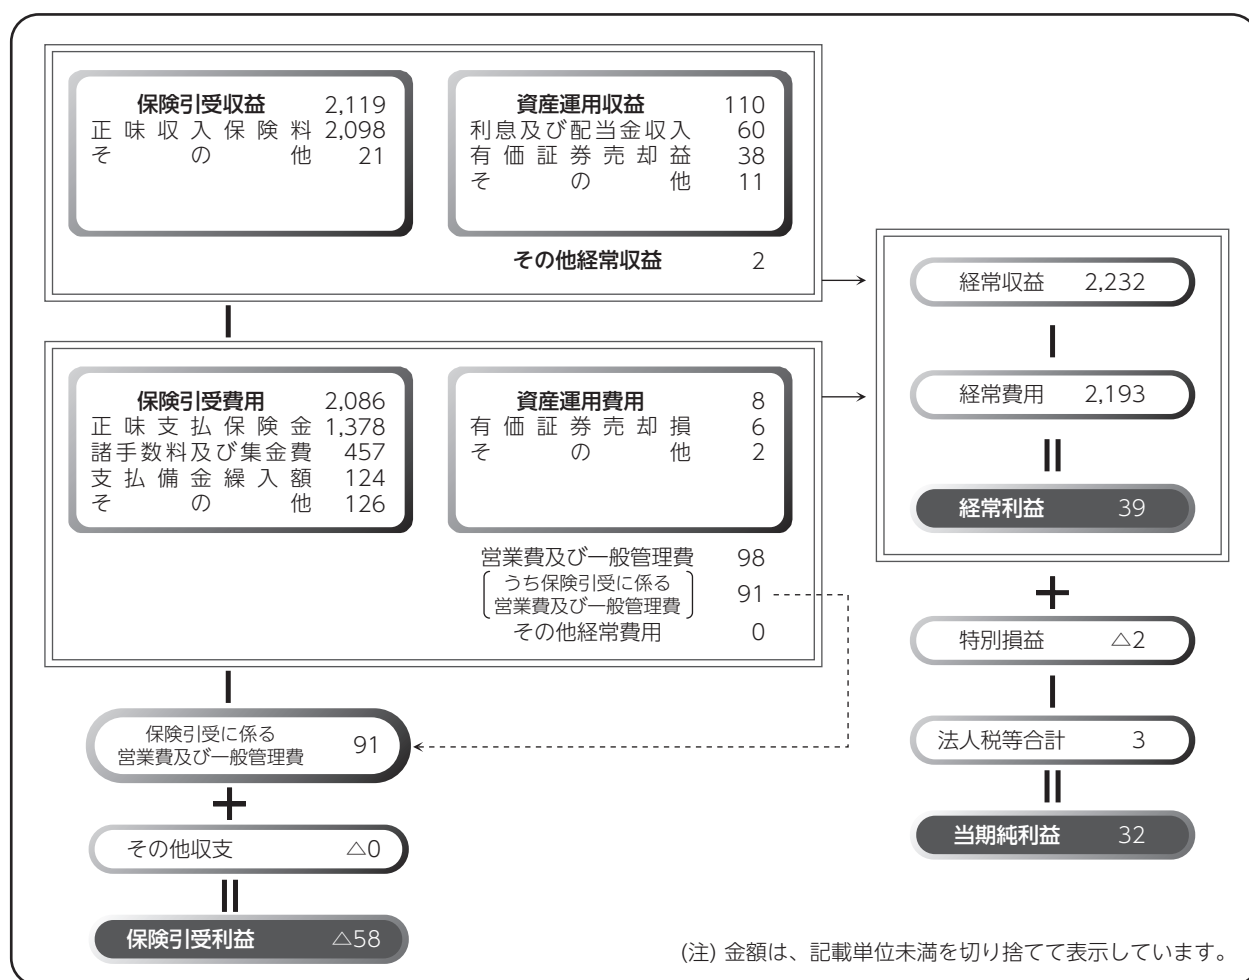 保険引受収益 2,119
正味収入保険料 2,098
その他 21
資産運用収益 110
利息及び配当金収入 60
有価証券売却益 38
その他 11
その他経常収益 2
保険引受費用 2,086
正味支払保険金 1,378
諸手数料及び集金費 457
支払備金繰入額 124
その他 126
資産運用費用 8
有価証券売却損 6
その他 2
営業費及び一般管理費 98
うち保険引受に係る
営業費及び一般管理費 91
その他経常費用 0
保険引受に係る
営業費及び一般管理費 91
その他収支 △0
保険引受利益 △58
経常収益 2,232
経常費用 2,193
経常利益 39
特別損益 △2
法人税等合計 3
当期純利益 32
(注) 金額は、記載単位未満を切り捨てて表示しています。